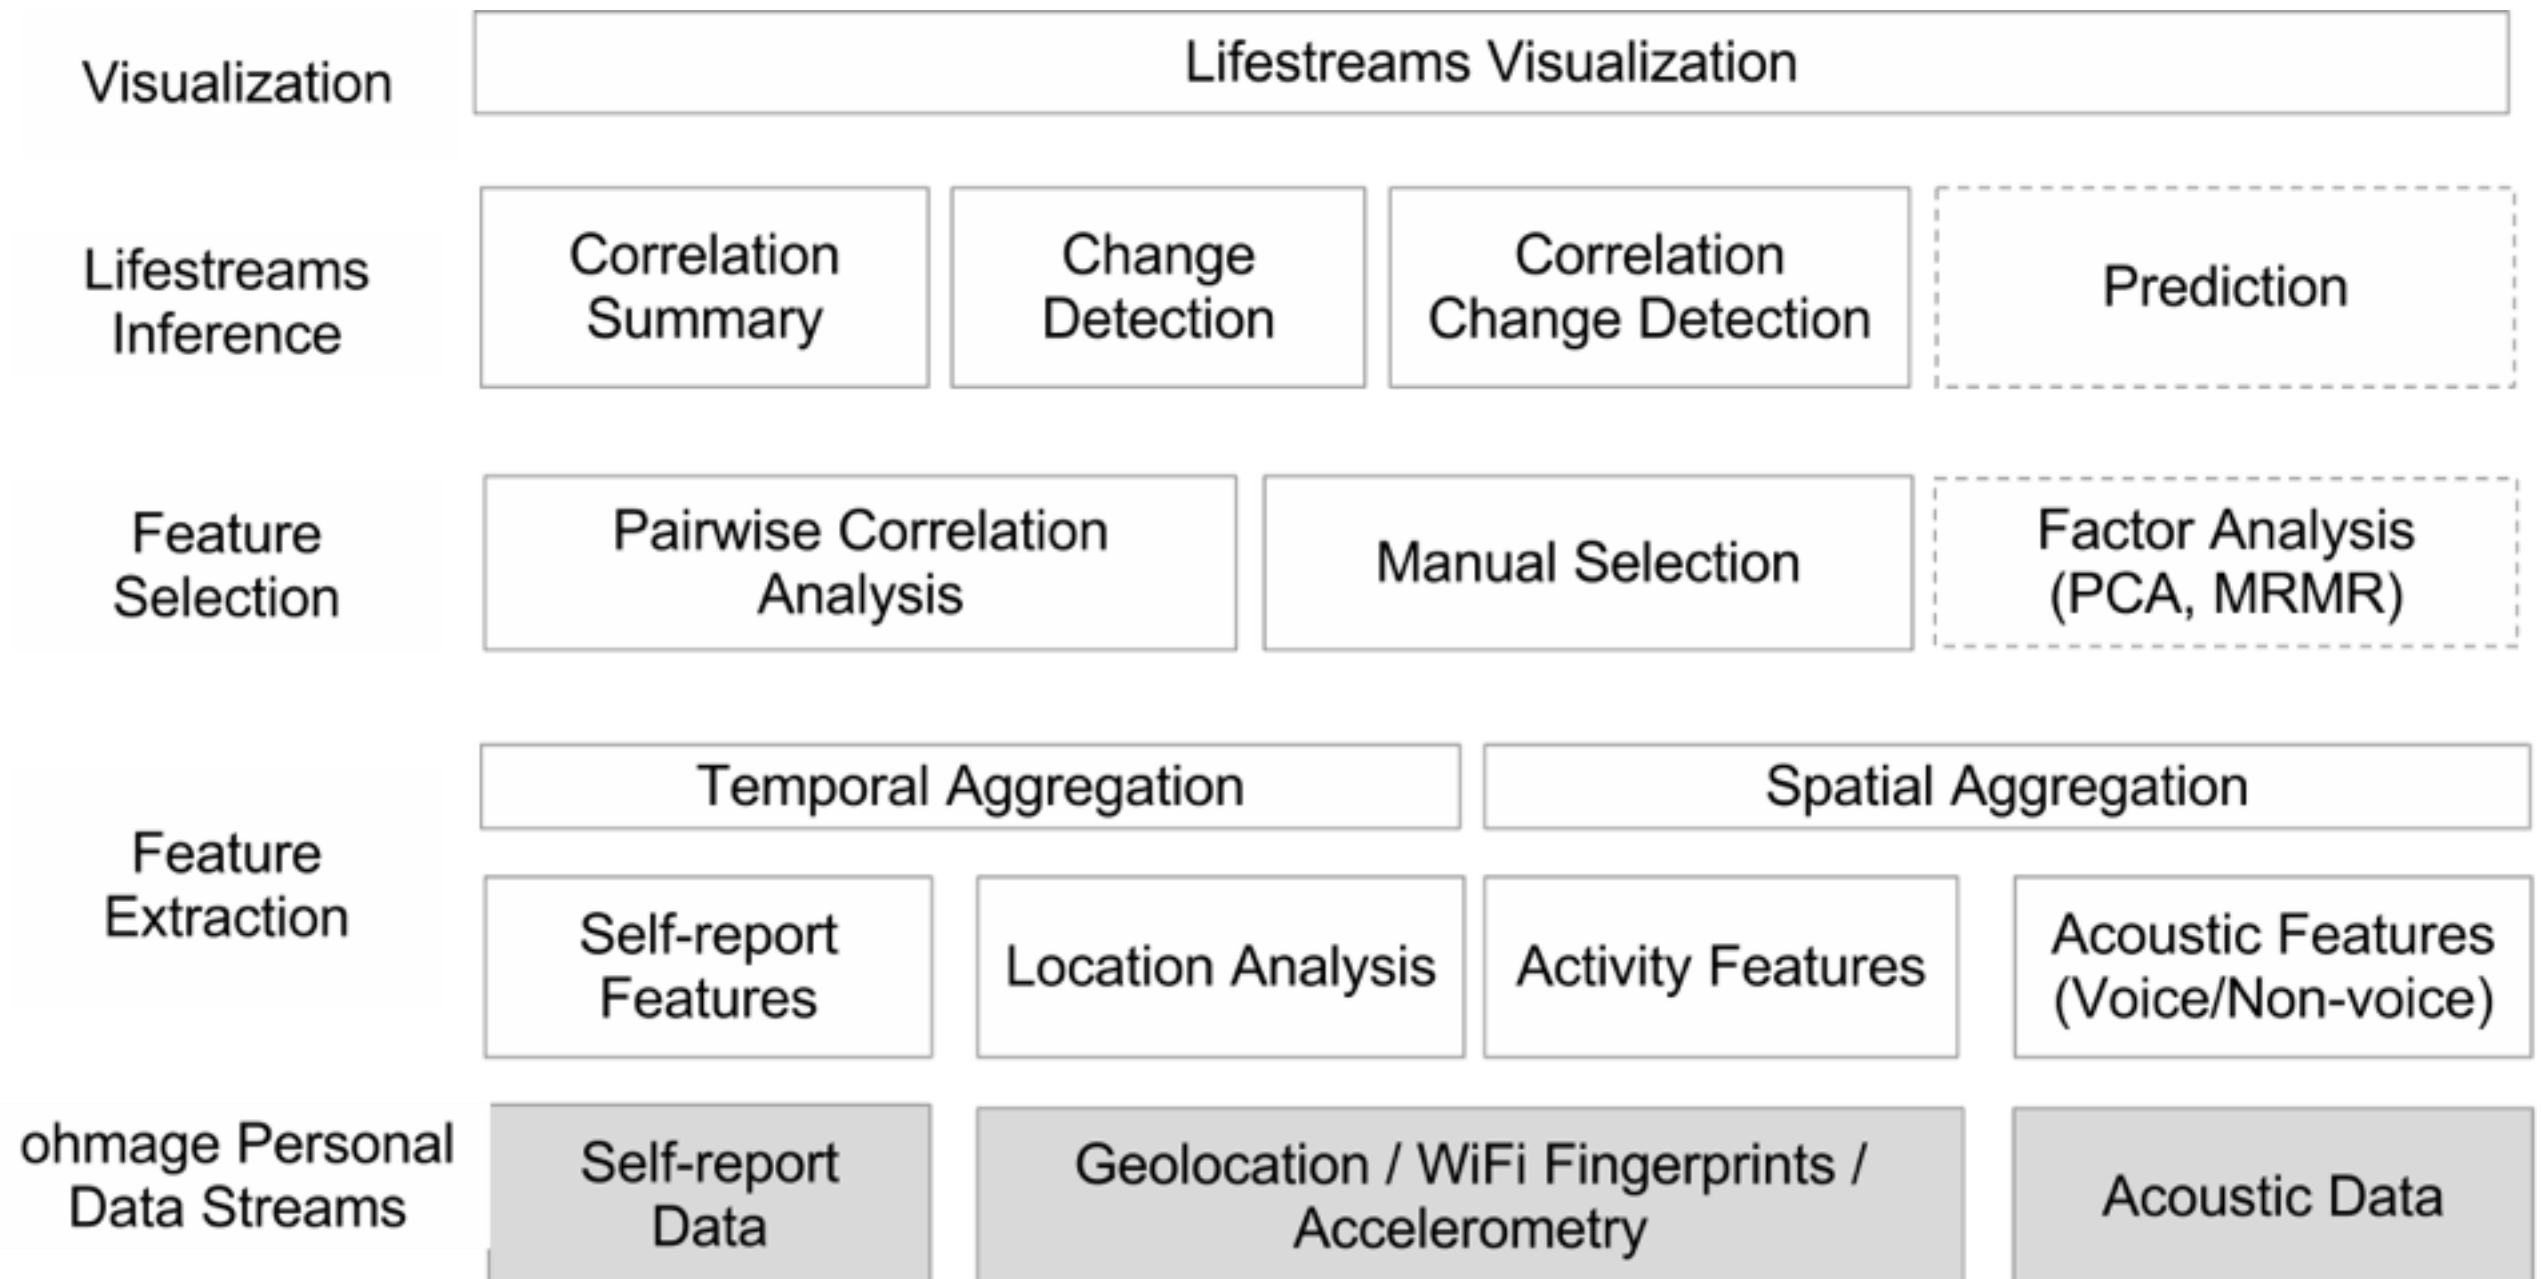 Visualization
Lifestreams Visualization
Lifestreams
Inference
Correlation
Summary
Change
Detection
Correlation
Change Detection
Prediction
Feature
Selection
Pairwise Correlation
Analysis
Manual Selection
Factor Analysis
(PCA, MRMR)
Feature
Extraction
Temporal Aggregation
Spatial Aggregation
Self-report
Features
Location Analysis
Activity Features
Acoustic Features
(Voice/Non-voice)
ohmage Personal
Data Streams
Self-report
Data
Geolocation / WiFi Fingerprints /
Accelerometry
Acoustic Data